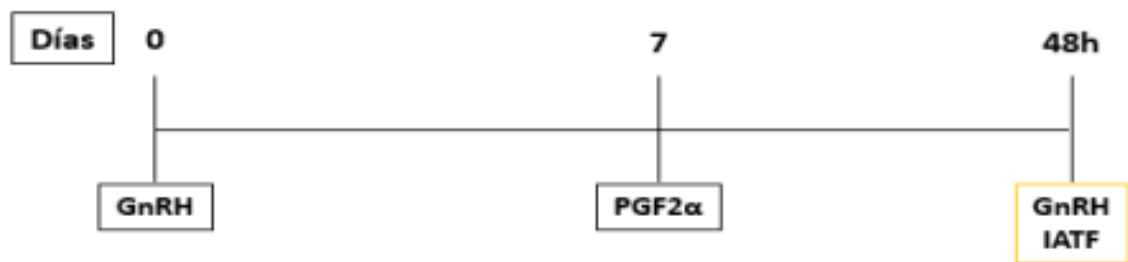 Días 0 7 48h
GnRH PGF2α GnRH
IATF